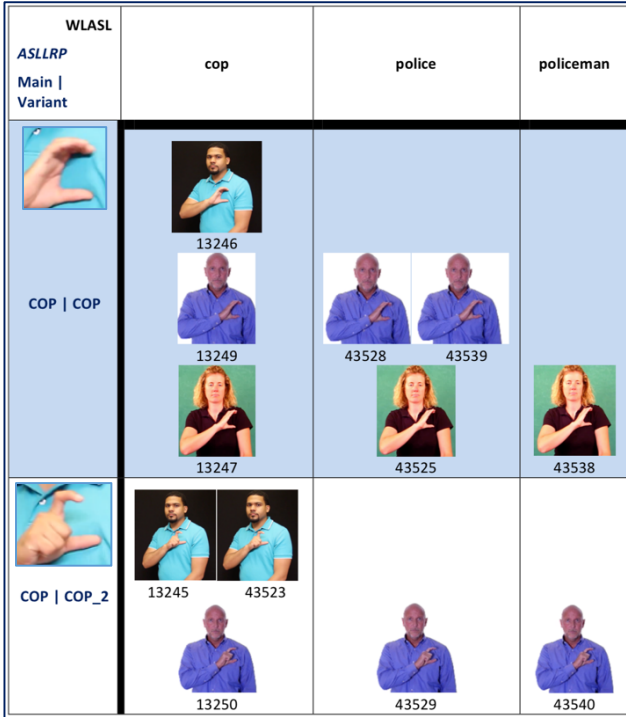 WLASL
ASLLRP
Main |
Variant
cop
police
policeman
COP | COP
13246
13249
43528
43539
13247
43525
43538
COP | COP_2
13245
43523
13250
43529
43540